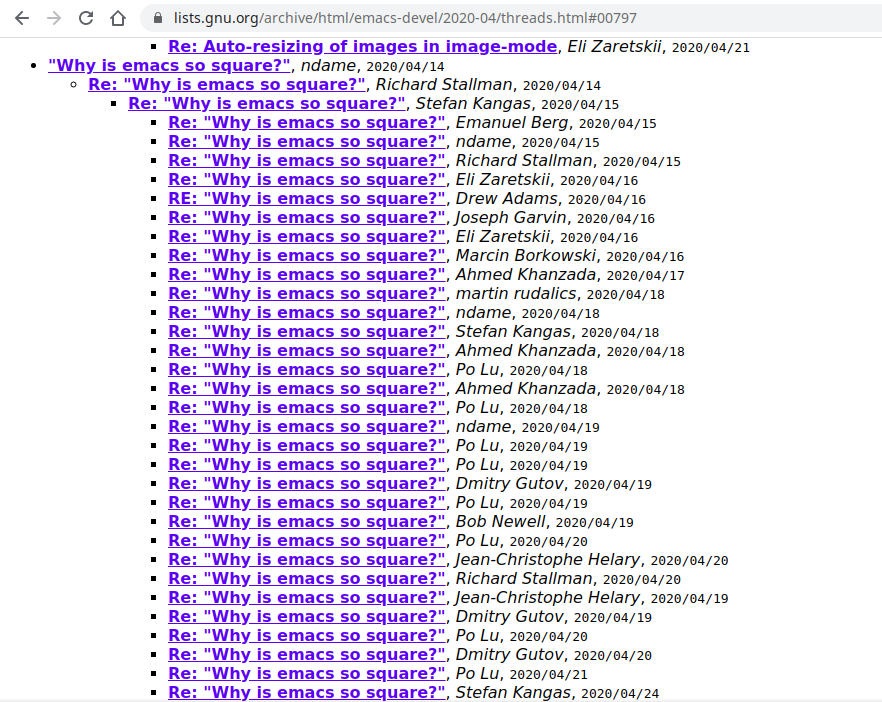 lists.gnu.org/archive/html/emacs-devel/2020-04/threads.html#00797
Re: Auto-resizing of images in image-mode, Eli Zaretskii, 2020/04/21
"Why is emacs so square?", ndame, 2020/04/14
Re: "Why is emacs so square?", Richard Stallman, 2020/04/14
Re: "Why is emacs so square?", Stefan Kangas, 2020/04/15
Re: "Why is emacs so square?", Emanuel Berg, 2020/04/15
Re: "Why is emacs so square?", ndame, 2020/04/15
Re: "Why is emacs so square?", Richard Stallman, 2020/04/15
Re: "Why is emacs so square?", Eli Zaretskii, 2020/04/16
RE: "Why is emacs so square?", Drew Adams, 2020/04/16
Re: "Why is emacs so square?", Joseph Garvin, 2020/04/16
Re: "Why is emacs so square?", Eli Zaretskii, 2020/04/16
Re: "Why is emacs so square?", Marcin Borkowski, 2020/04/16
Re: "Why is emacs so square?", Ahmed Khanzada, 2020/04/17
Re: "Why is emacs so square?", martin rudalics, 2020/04/18
Re: "Why is emacs so square?", ndame, 2020/04/18
Re: "Why is emacs so square?", Stefan Kangas, 2020/04/18
Re: "Why is emacs so square?", Ahmed Khanzada, 2020/04/18
Re: "Why is emacs so square?", Po Lu, 2020/04/18
Re: "Why is emacs so square?", Ahmed Khanzada, 2020/04/18
Re: "Why is emacs so square?", Po Lu, 2020/04/18
Re: "Why is emacs so square?", ndame, 2020/04/19
Re: "Why is emacs so square?", Po Lu, 2020/04/19
Re: "Why is emacs so square?", Po Lu, 2020/04/19
Re: "Why is emacs so square?", Dmitry Gutov, 2020/04/19
Re: "Why is emacs so square?", Po Lu, 2020/04/19
Re: "Why is emacs so square?", Bob Newell, 2020/04/19
Re: "Why is emacs so square?", Po Lu, 2020/04/20
Re: "Why is emacs so square?", Jean-Christophe Helary, 2020/04/20
Re: "Why is emacs so square?", Richard Stallman, 2020/04/20
Re: "Why is emacs so square?", Jean-Christophe Helary, 2020/04/19
Re: "Why is emacs so square?", Dmitry Gutov, 2020/04/19
Re: "Why is emacs so square?", Po Lu, 2020/04/20
Re: "Why is emacs so square?", Dmitry Gutov, 2020/04/20
Re: "Why is emacs so square?", Po Lu, 2020/04/21
Re: "Why is emacs so square?", Stefan Kangas, 2020/04/24